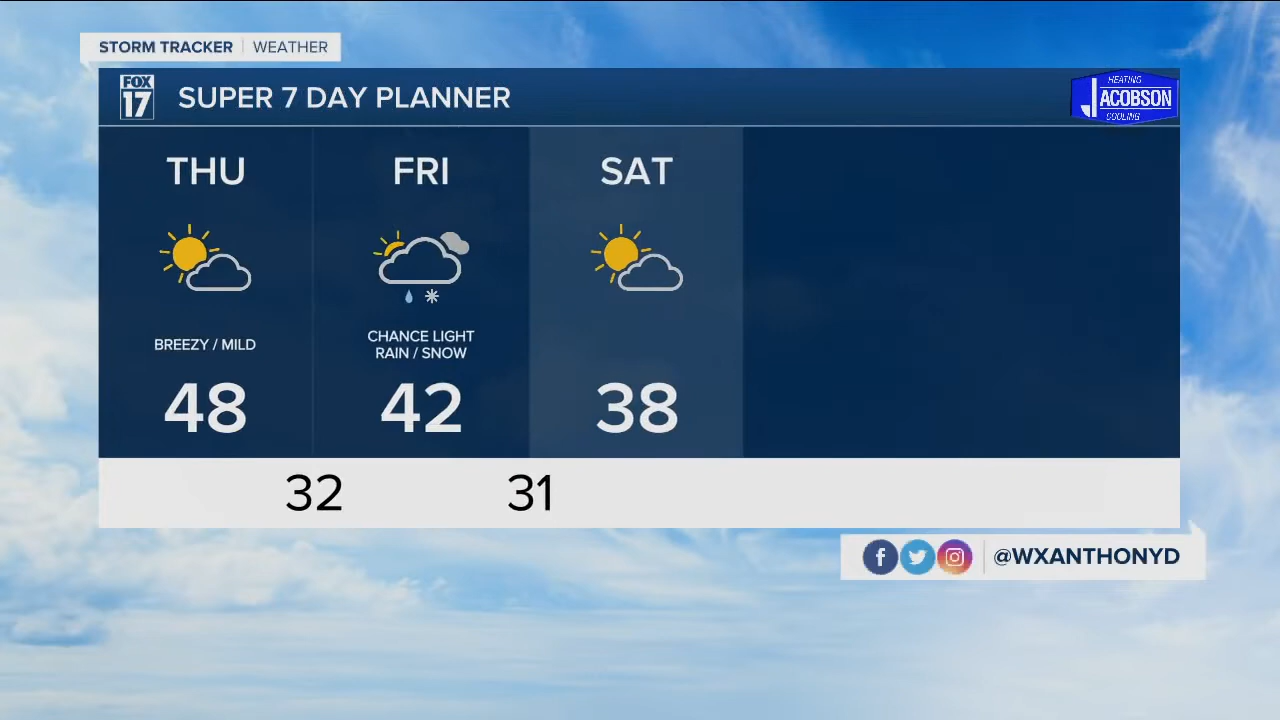 STORM TRACKER | WEATHER
FOX
17
SUPER 7 DAY PLANNER
HEATING
JACOBSON
COOLING
THU
FRI
SAT
BREEZY / MILD
CHANCE LIGHT
RAIN / SNOW
48
42
38
32
31
@WXANTHONYD